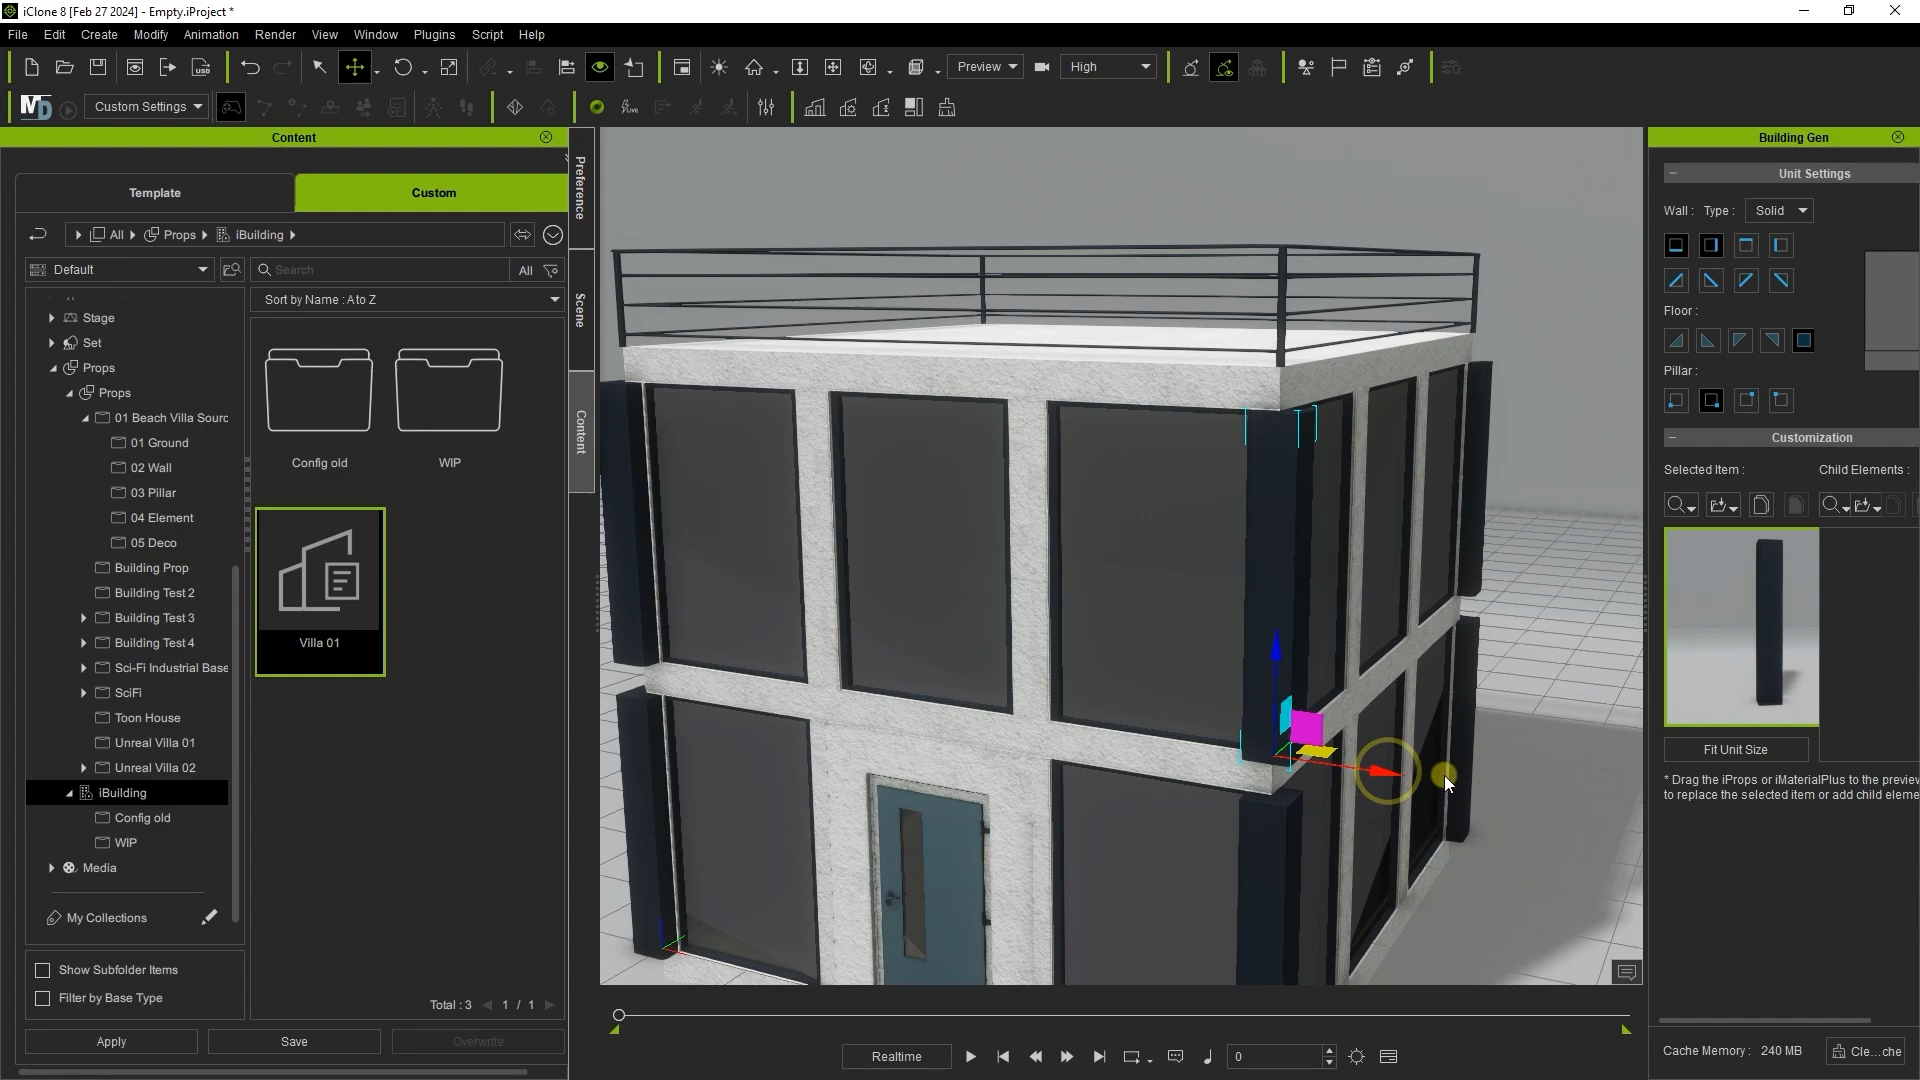 iClone 8 [Feb 27 2024] - Empty.iProject *
File Edit Create Modify Animation Render View Window Plugins Script Help
Preview High
MD Custom Settings LIVE
Content
Building Gen
Template Custom
All Props iBuilding
Default Search All
Sort by Name : A to Z
Stage
Set
Props
Props
01 Beach Villa Sourc
01 Ground
02 Wall
03 Pillar
04 Element
05 Deco
Building Prop
Building Test 2
Building Test 3
Building Test 4
Sci-Fi Industrial Base
SciFi
Toon House
Unreal Villa 01
Unreal Villa 02
iBuilding
Config old
WIP
Media
My Collections
Show Subfolder Items
Filter by Base Type
Config old
WIP
Villa 01
Total : 3 1 / 1
Apply Save Overwrite
Preference
Scene
Content
Realtime 0
Unit Settings
Wall : Type : Solid
Floor :
Pillar :
Customization
Selected Item : Child Elements :
Fit Unit Size
* Drag the iProps or iMaterialPlus to the preview
to replace the selected item or add child eleme
Cache Memory : 240 MB Cle...che